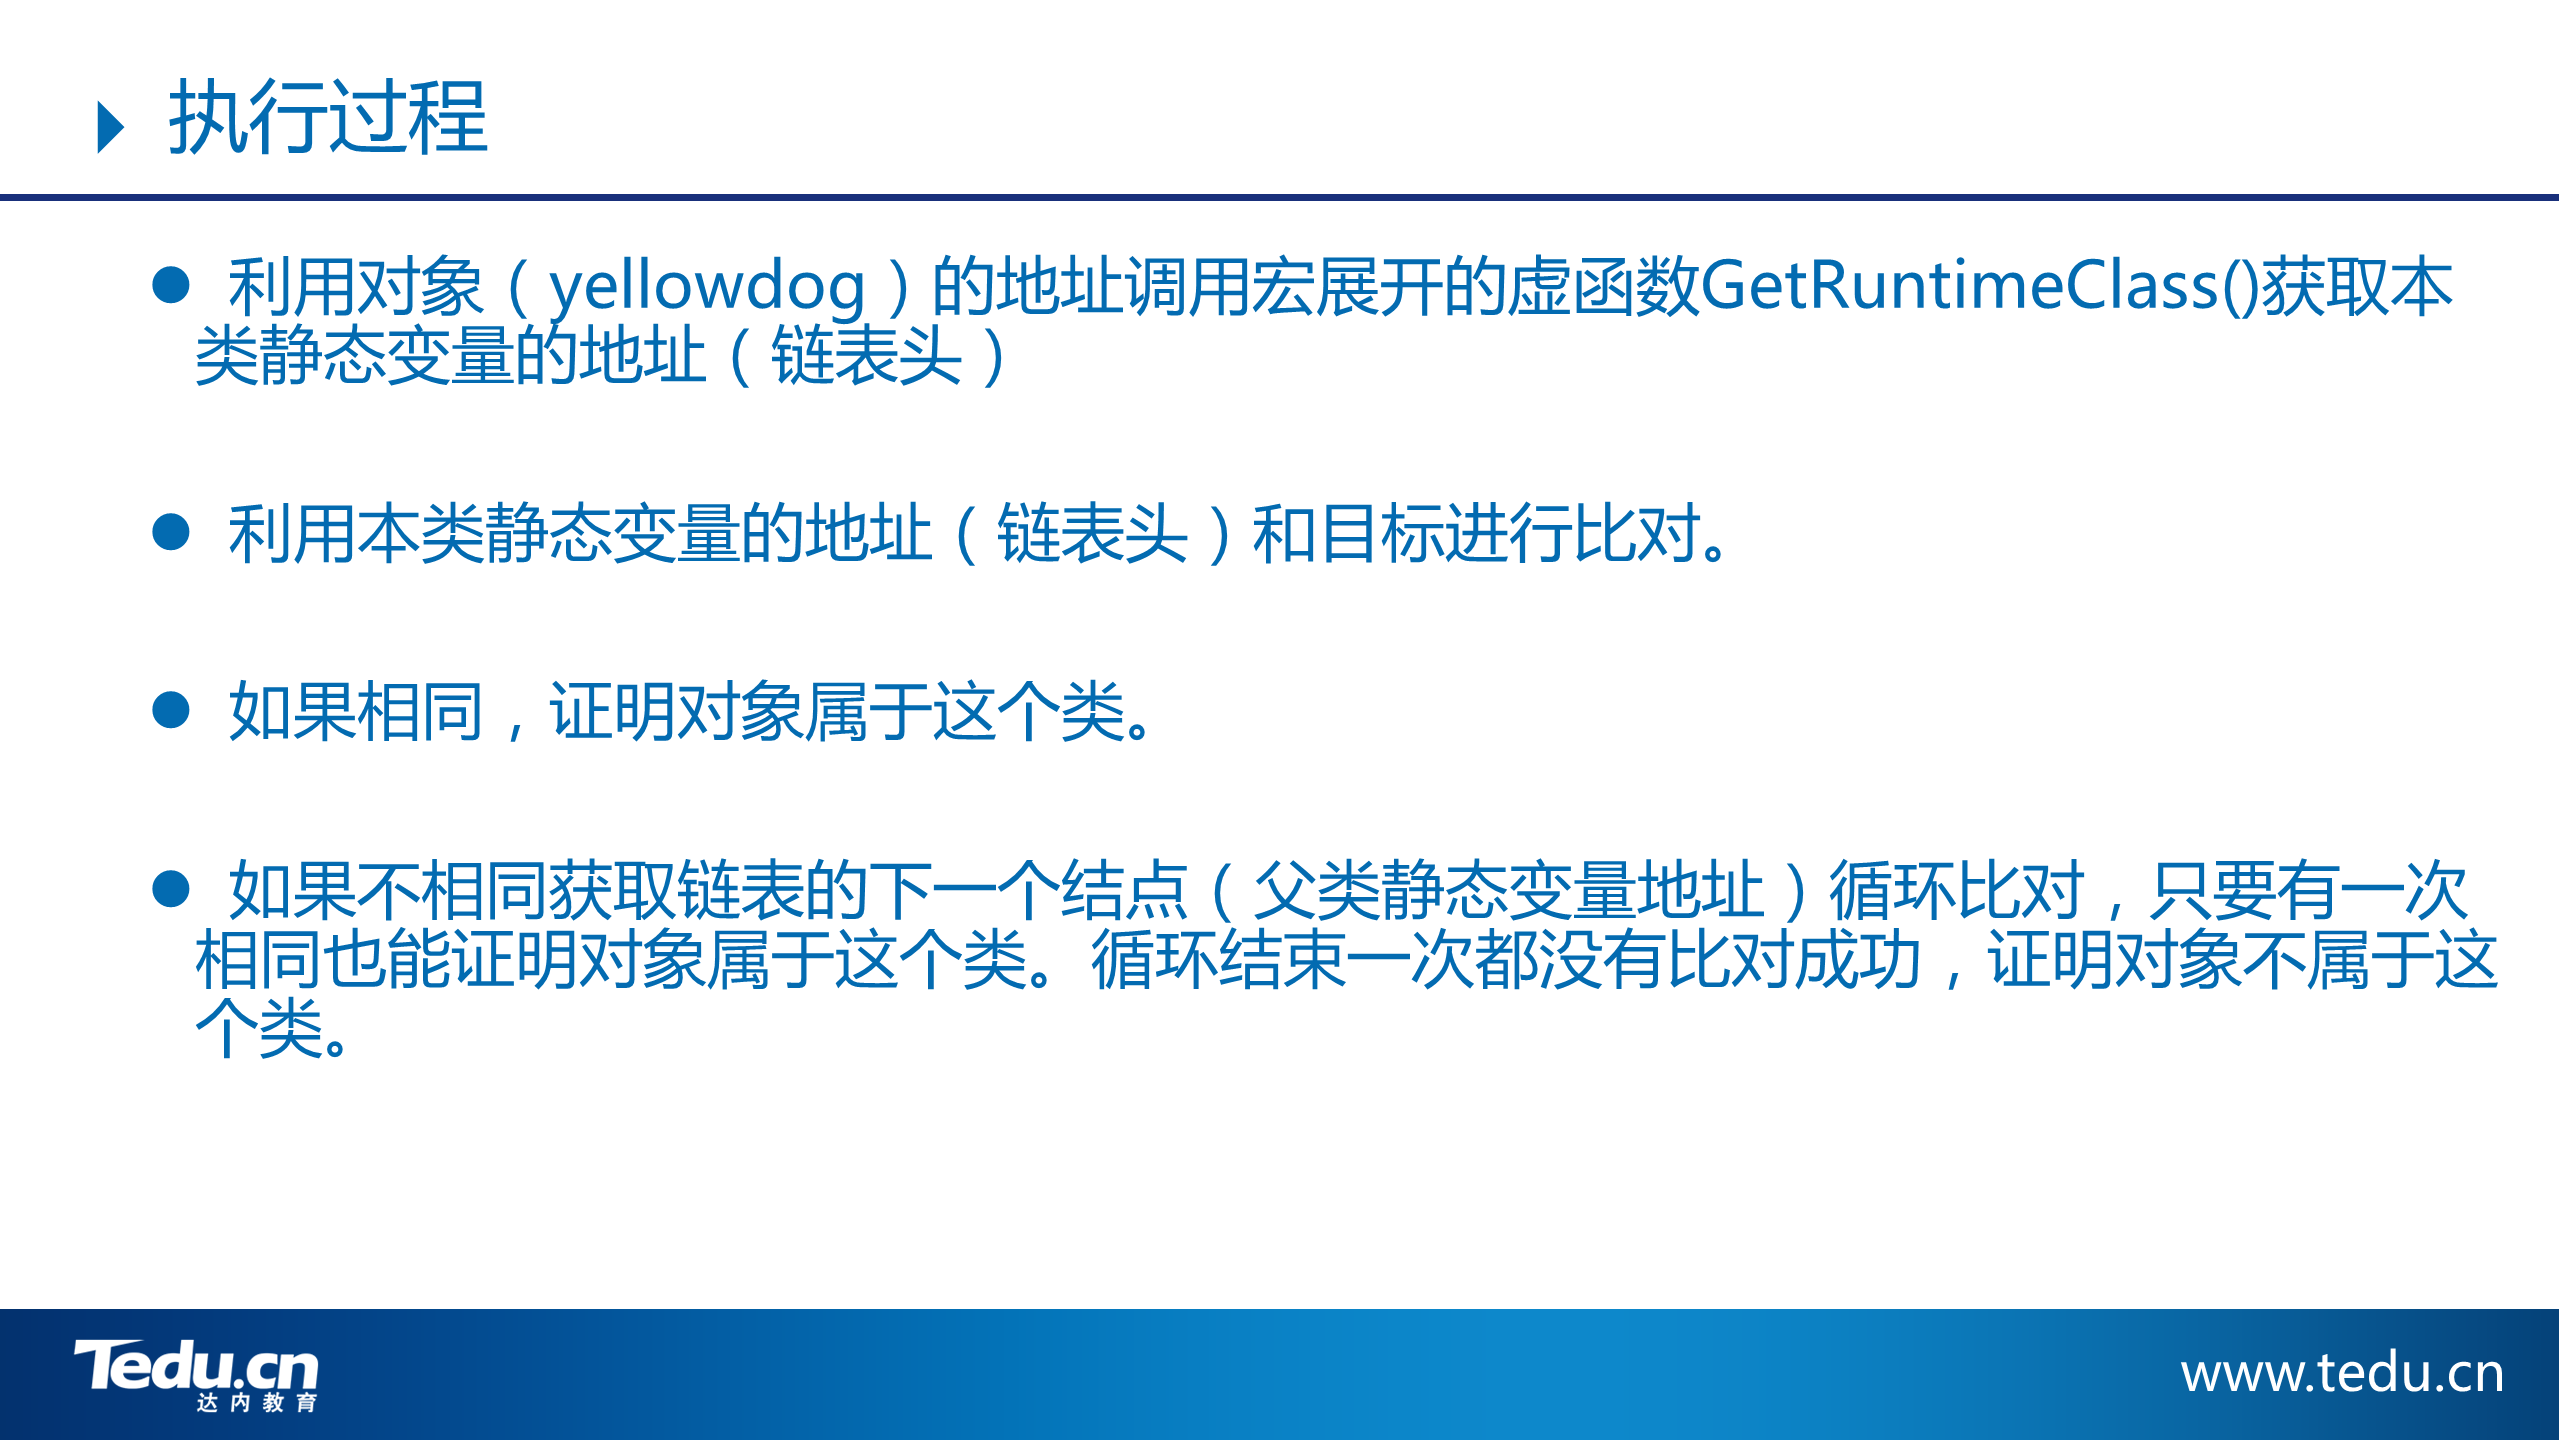 执行过程
利用对象（yellowdog）的地址调用宏展开的虚函数GetRuntimeClass()获取本
类静态变量的地址（链表头）
利用本类静态变量的地址（链表头）和目标进行比对。
如果相同，证明对象属于这个类。
如果不相同获取链表的下一个结点（父类静态变量地址）循环比对，只要有一次
相同也能证明对象属于这个类。循环结束一次都没有比对成功，证明对象不属于这
个类。
Tedu.cn
达内教育
www.tedu.cn